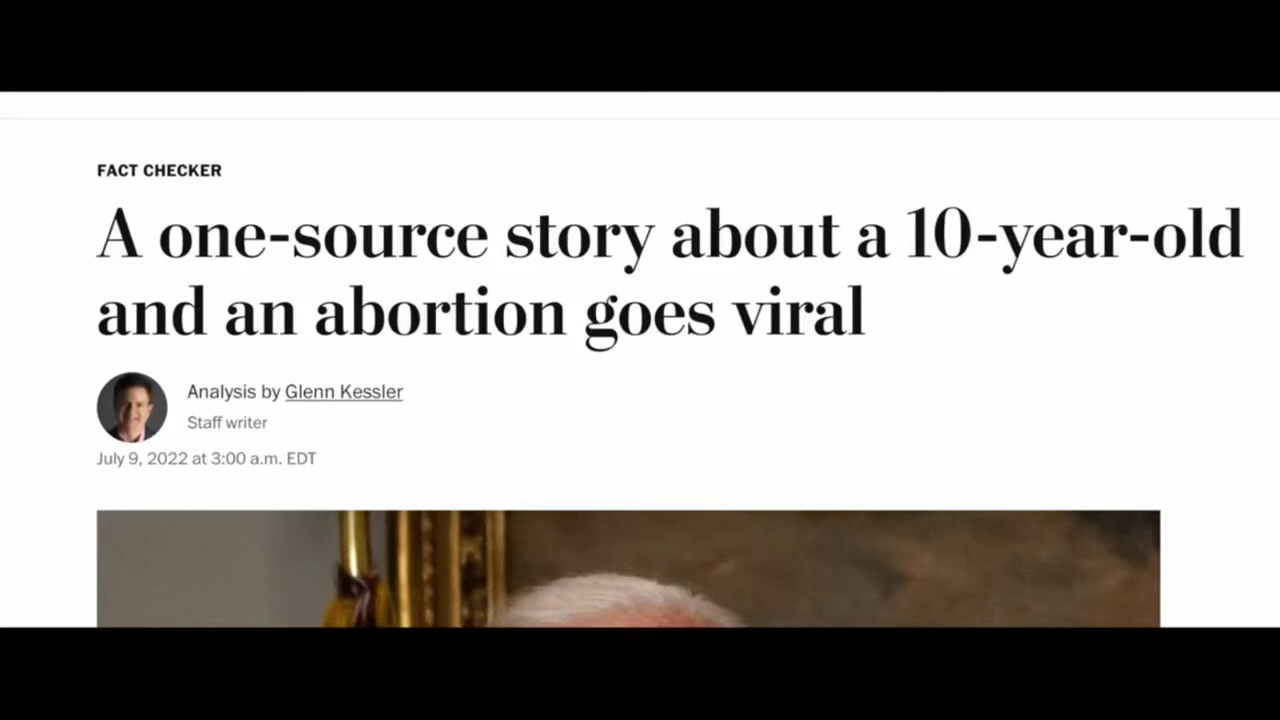 FACT CHECKER
A one-source story about a 10-year-old
and an abortion goes viral
Analysis by Glenn Kessler
Staff writer
July 9, 2022 at 3:00 a.m. EDT